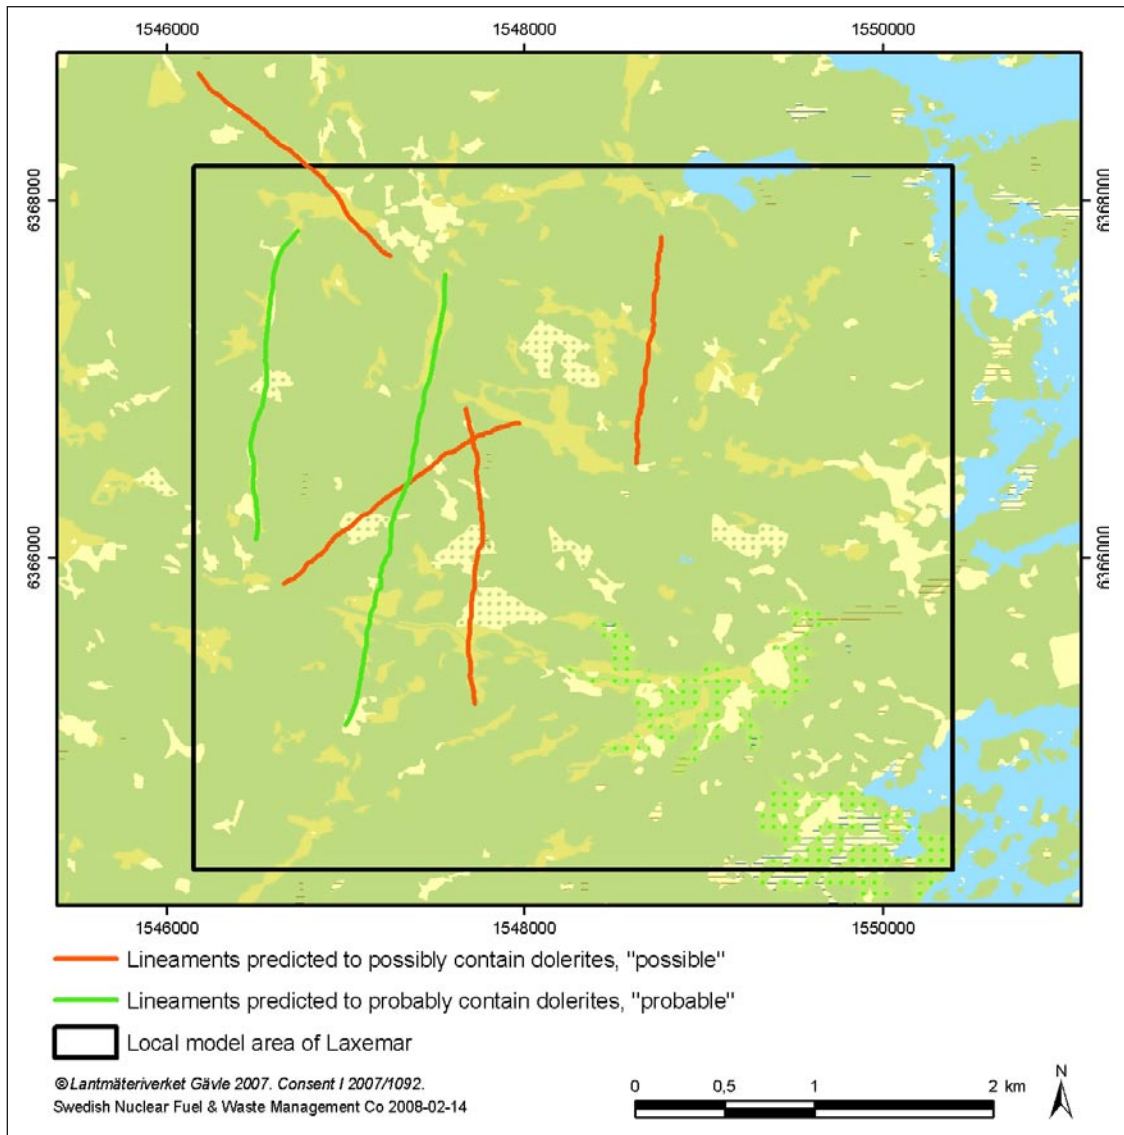 1546000 1548000 1550000
6368000 6368000
6366000 6366000
1546000 1548000 1550000
Lineaments predicted to possibly contain dolerites, "possible"
Lineaments predicted to probably contain dolerites, "probable"
Local model area of Laxemar
©Lantmäteriverket Gävle 2007. Consent I 2007/1092.
Swedish Nuclear Fuel & Waste Management Co 2008-02-14
0 0,5 1 2 km
N